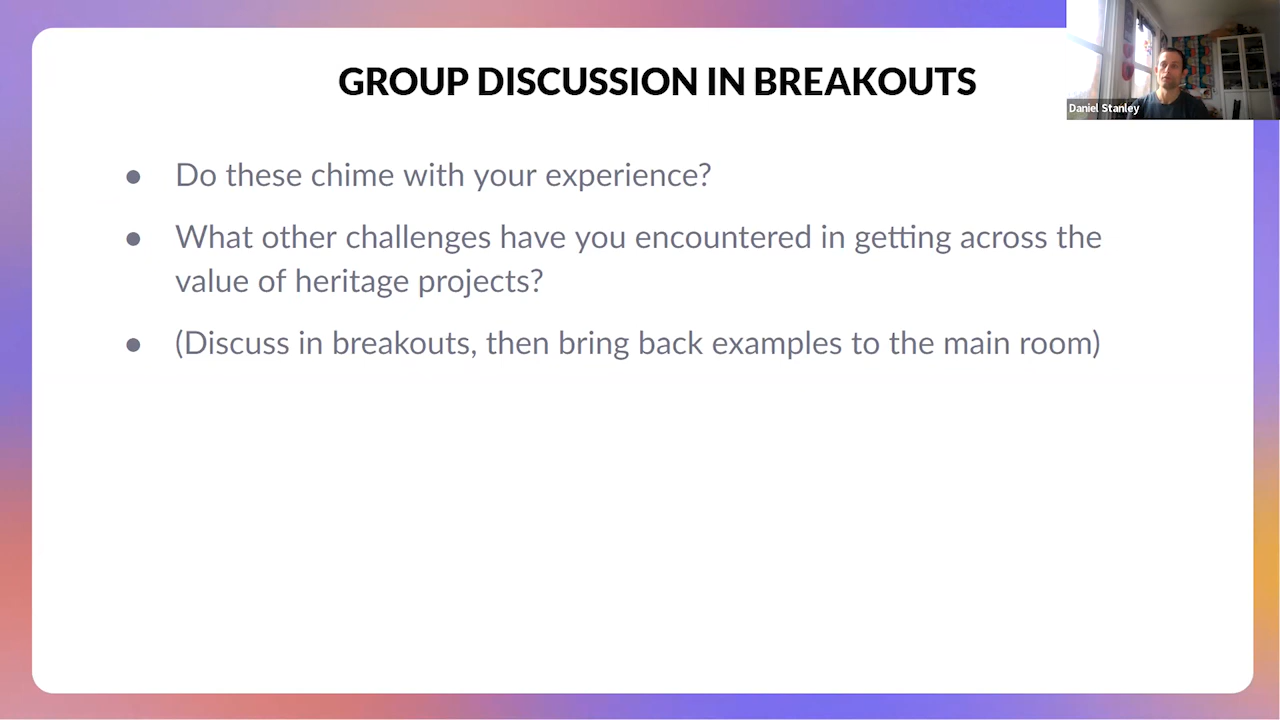 GROUP DISCUSSION IN BREAKOUTS
Daniel Stanley
● Do these chime with your experience?
● What other challenges have you encountered in getting across the
value of heritage projects?
● (Discuss in breakouts, then bring back examples to the main room)